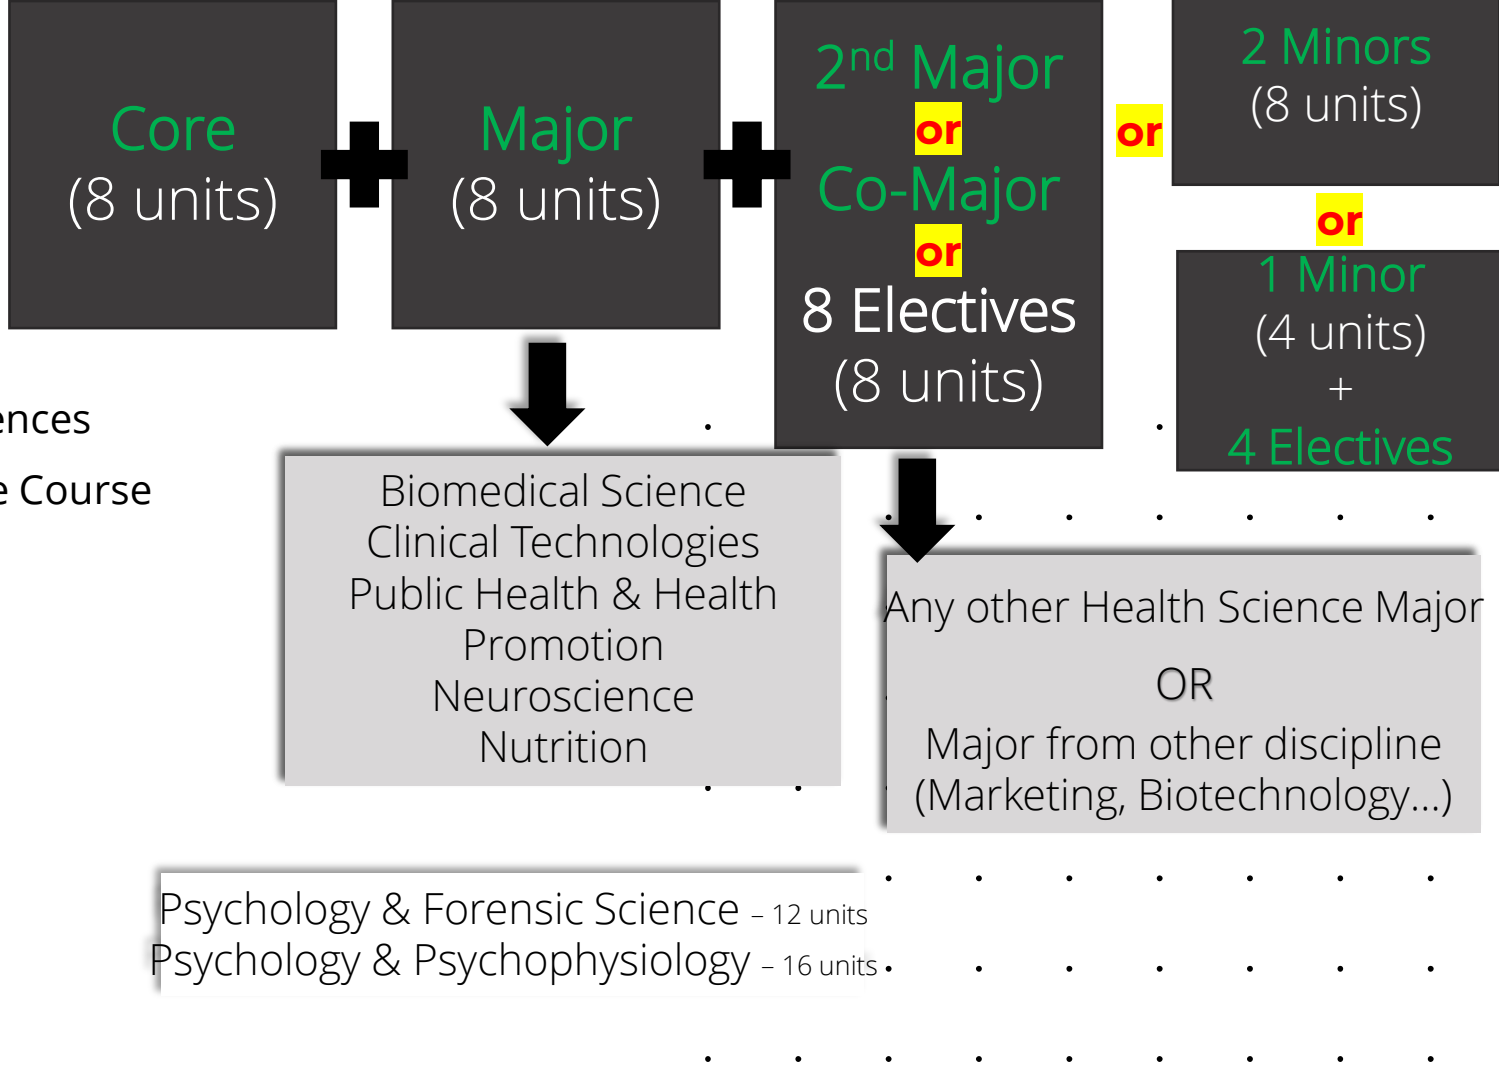 Core
(8 units)
Major
(8 units)
2nd Major
or
Co-Major
or
8 Electives
(8 units)
or
2 Minors
(8 units)
or
1 Minor
(4 units)
+
4 Electives
ences
e Course
Biomedical Science
Clinical Technologies
Public Health & Health
Promotion
Neuroscience
Nutrition
Any other Health Science Major
OR
Major from other discipline
(Marketing, Biotechnology...)
Psychology & Forensic Science – 12 units
Psychology & Psychophysiology – 16 units